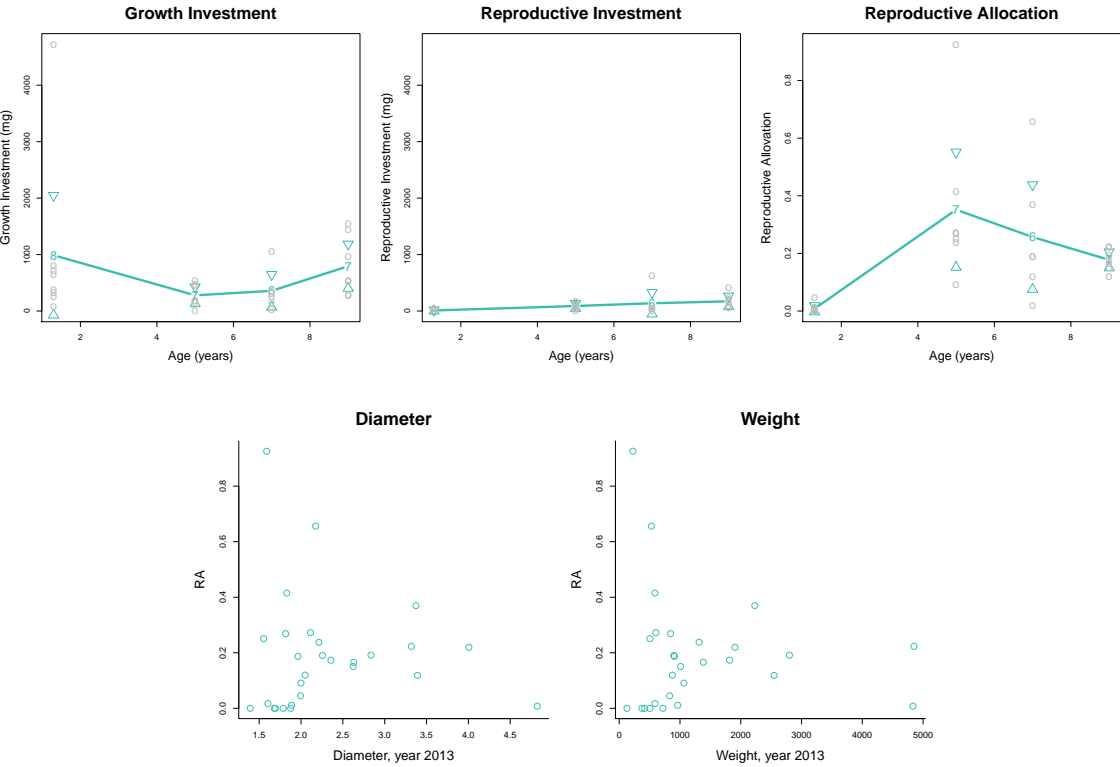 Growth Investment
Growth Investment (mg)
4000
3000
2000
1000
0
8
7
6
7
2 4 6 8
Age (years)
Reproductive Investment
Reproductive Investment (mg)
4000
3000
2000
1000
0
2 4 6 8
Age (years)
Reproductive Allocation
Reproductive Allovation
0.8
0.6
0.4
0.2
0.0
7
6
2 4 6 8
Age (years)
Diameter
RA
0.8
0.6
0.4
0.2
0.0
1.5 2.0 2.5 3.0 3.5 4.0 4.5
Diameter, year 2013
Weight
RA
0.8
0.6
0.4
0.2
0.0
0 1000 2000 3000 4000 5000
Weight, year 2013